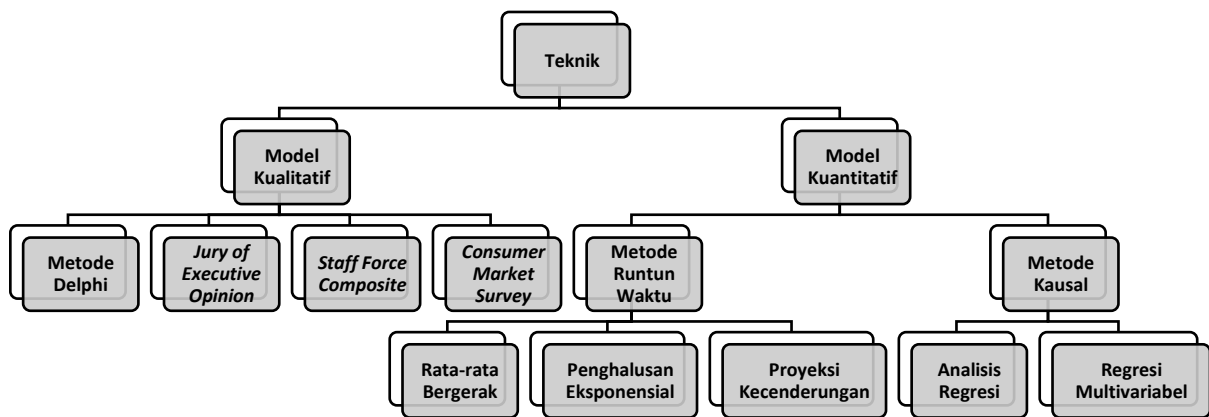 Teknik
Model
Kualitatif
Model
Kuantitatif
Metode
Delphi
Jury of
Executive
Opinion
Staff Force
Composite
Consumer
Market
Survey
Metode
Runtun
Waktu
Metode
Kausal
Rata-rata
Bergerak
Penghalusan
Eksponensial
Proyeksi
Kecenderungan
Analisis
Regresi
Regresi
Multivariabel